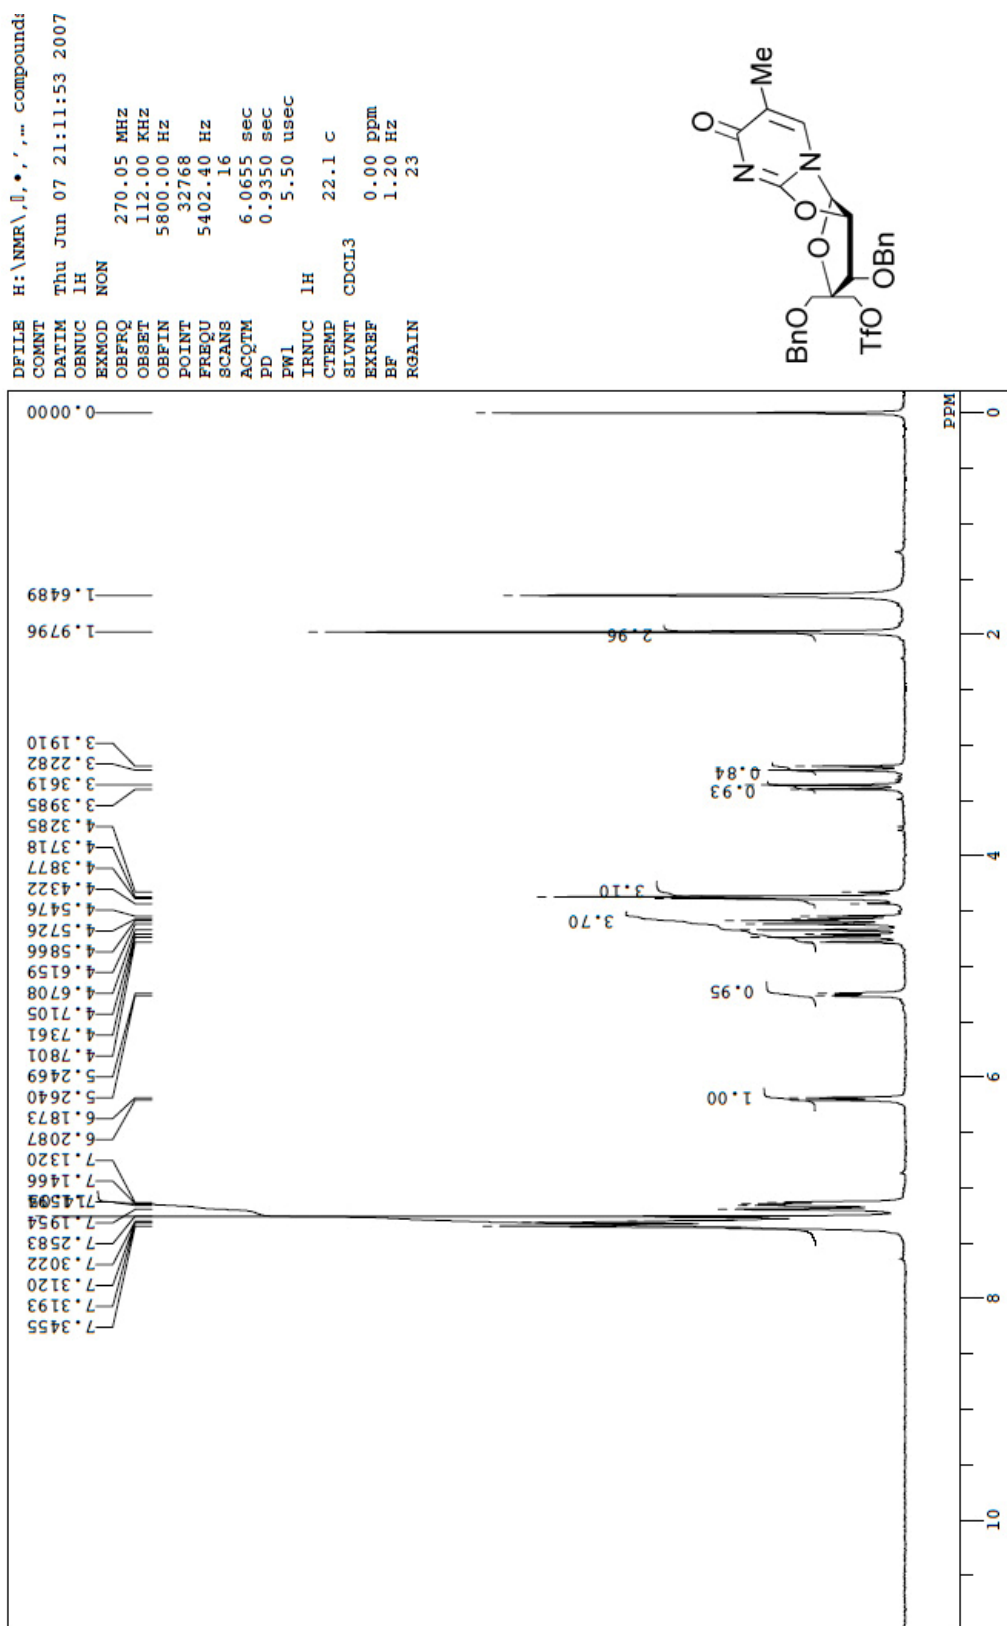 DFILE H:\NMR\,
COMNT
DATIM Thu Jun 07 21:11:53 2007
OBNUC 1H
EXMOD NON
OBFRQ 270.05 MHz
OBSET 112.00 KHz
OBFIN 5800.00 Hz
POINT 32768
FREQU 5402.40 Hz
SCANS 16
ACQTM 6.0655 sec
PD 0.9350 sec
PW1 5.50 usec
IRNUC 1H
CTEMP 22.1 c
SLVNT CDCL3
EXREF 0.00 ppm
BF 1.20 Hz
RGAIN 23
O
Me
N
N
O
O
BnO
TfO
OBn
0.0000
1.6489
1.9796
3.1910
3.2282
3.3619
3.3985
4.3285
4.3718
4.3877
4.4322
4.5476
4.5726
4.5866
4.6159
4.6708
4.7105
4.7361
4.7801
5.2469
5.2640
6.1873
6.2087
7.1320
7.1466
7.1954
7.2583
7.3022
7.3120
7.3193
7.3455
2.96
0.84
0.93
3.10
3.70
0.95
1.00
PPM
0
2
4
6
8
10